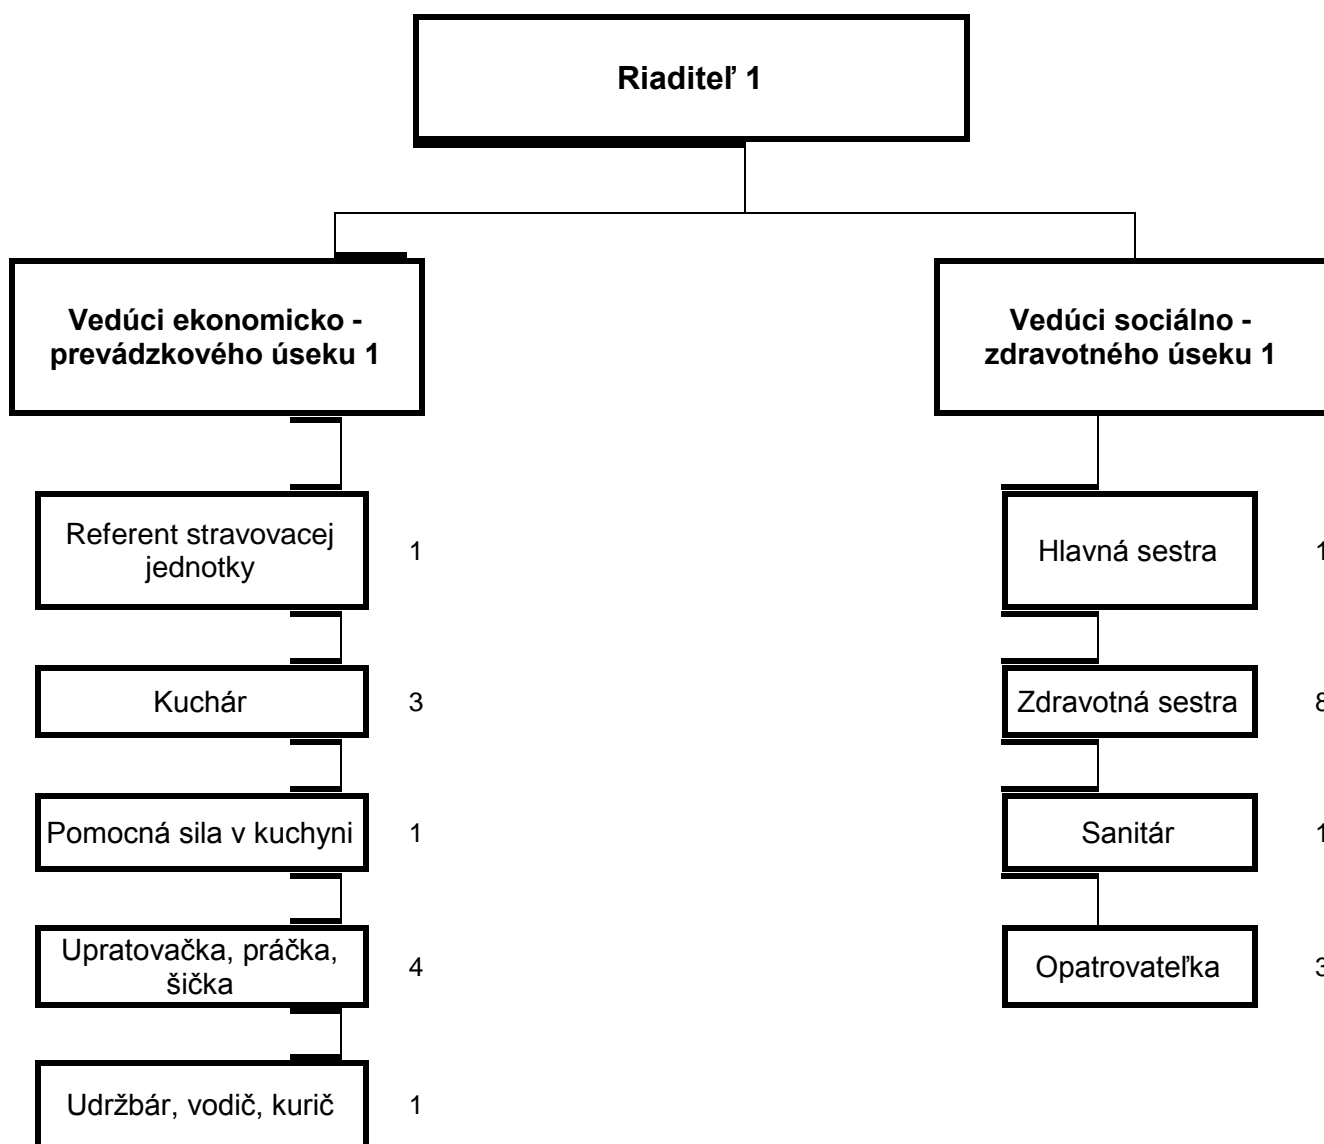 Riaditeľ 1
Vedúci ekonomicko -
prevádzkového úseku 1
Vedúci sociálno -
zdravotného úseku 1
Referent stravovacej
jednotky
1
Hlavná sestra
1
Kuchár
3
Zdravotná sestra
8
Pomocná sila v kuchyni
1
Sanitár
1
Upratovačka, práčka,
šička
4
Opatrovateľka
3
Udržbár, vodič, kurič
1